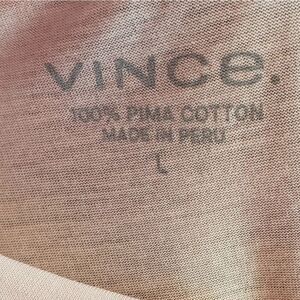 VINCE.
100% PIMA COTTON
MADE IN PERU
L